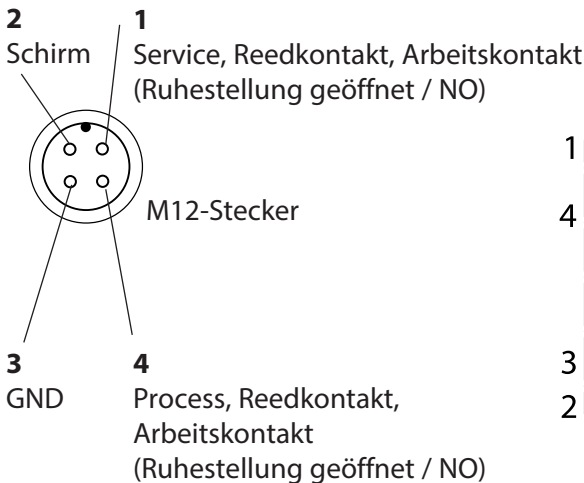 2
Schirm
1
Service, Reedkontakt, Arbeitskontakt
(Ruhestellung geöffnet / NO)
M12-Stecker
3
GND
4
Process, Reedkontakt,
Arbeitskontakt
(Ruhestellung geöffnet / NO)
1
4
3
2